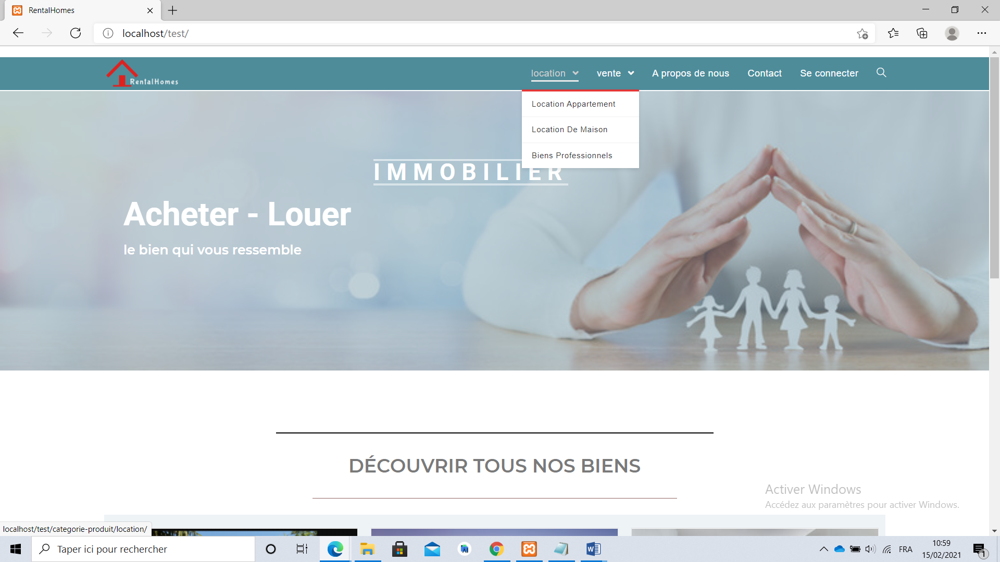 RentalHomes
localhost/test/
RentalHomes
location
vente
A propos de nous
Contact
Se connecter
Location Appartement
Location De Maison
Biens Professionnels
IMMOBILIER
Acheter - Louer
le bien qui vous ressemble
DÉCOUVRIR TOUS NOS BIENS
Activer Windows
Accédez aux paramètres pour activer Windows.
localhost/test/categorie-produit/location/
Taper ici pour rechercher
FRA
10:59
15/02/2021
1